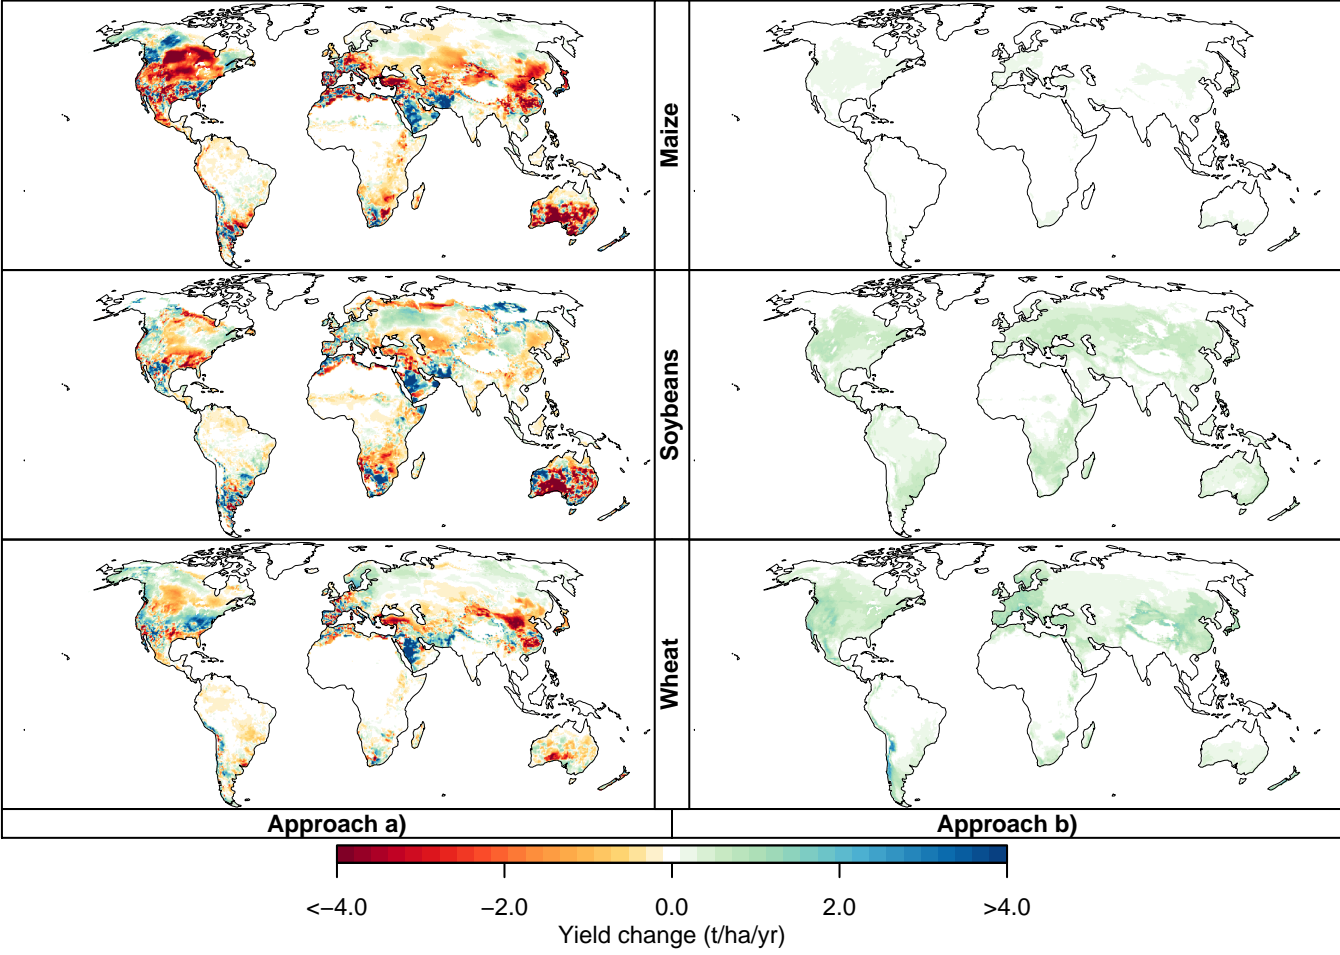 Maize
Soybeans
Wheat
Approach a)
Approach b)
<−4.0
−2.0
0.0
2.0
>4.0
Yield change (t/ha/yr)